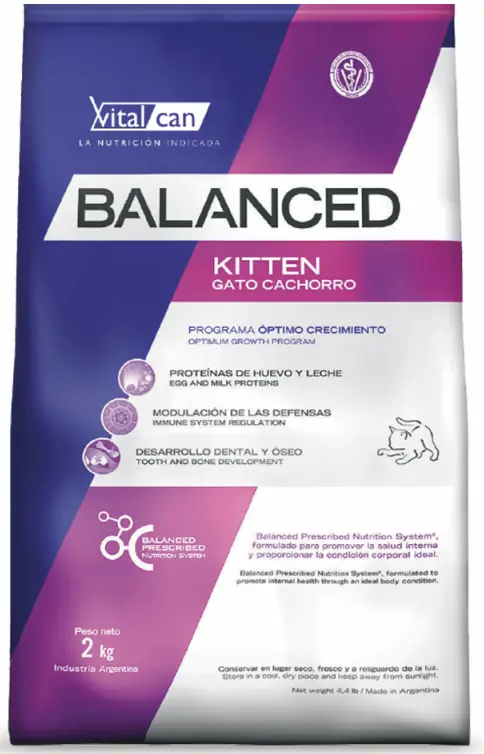 Vital can
LA NUTRICIÓN INDICADA
BALANCED
KITTEN
GATO CACHORRO
PROGRAMA ÓPTIMO CRECIMIENTO
OPTIMUM GROWTH PROGRAM
PROTEÍNAS DE HUEVO Y LECHE
EGG AND MILK PROTEINS
MODULACIÓN DE LAS DEFENSAS
IMMUNE SYSTEM REGULATION
DESARROLLO DENTAL Y ÓSEO
TOOTH AND BONE DEVELOPMENT
BALANCED
PRESCRIBED
NUTRITION SYSTEM
Balanced Prescribed Nutrition System®,
formulado para promover la salud interna
y proporcionar la condición corporal ideal.
Balanced Prescribed Nutrition System®, formulated to
promote internal health through an ideal body condition.
Peso neto
2 kg
Industria Argentina
Conservar en lugar seco, fresco y a resguardo de la luz.
Store in a cool, dry place and keep away from sunlight.
Net weight 4,4 lb / Made in Argentina